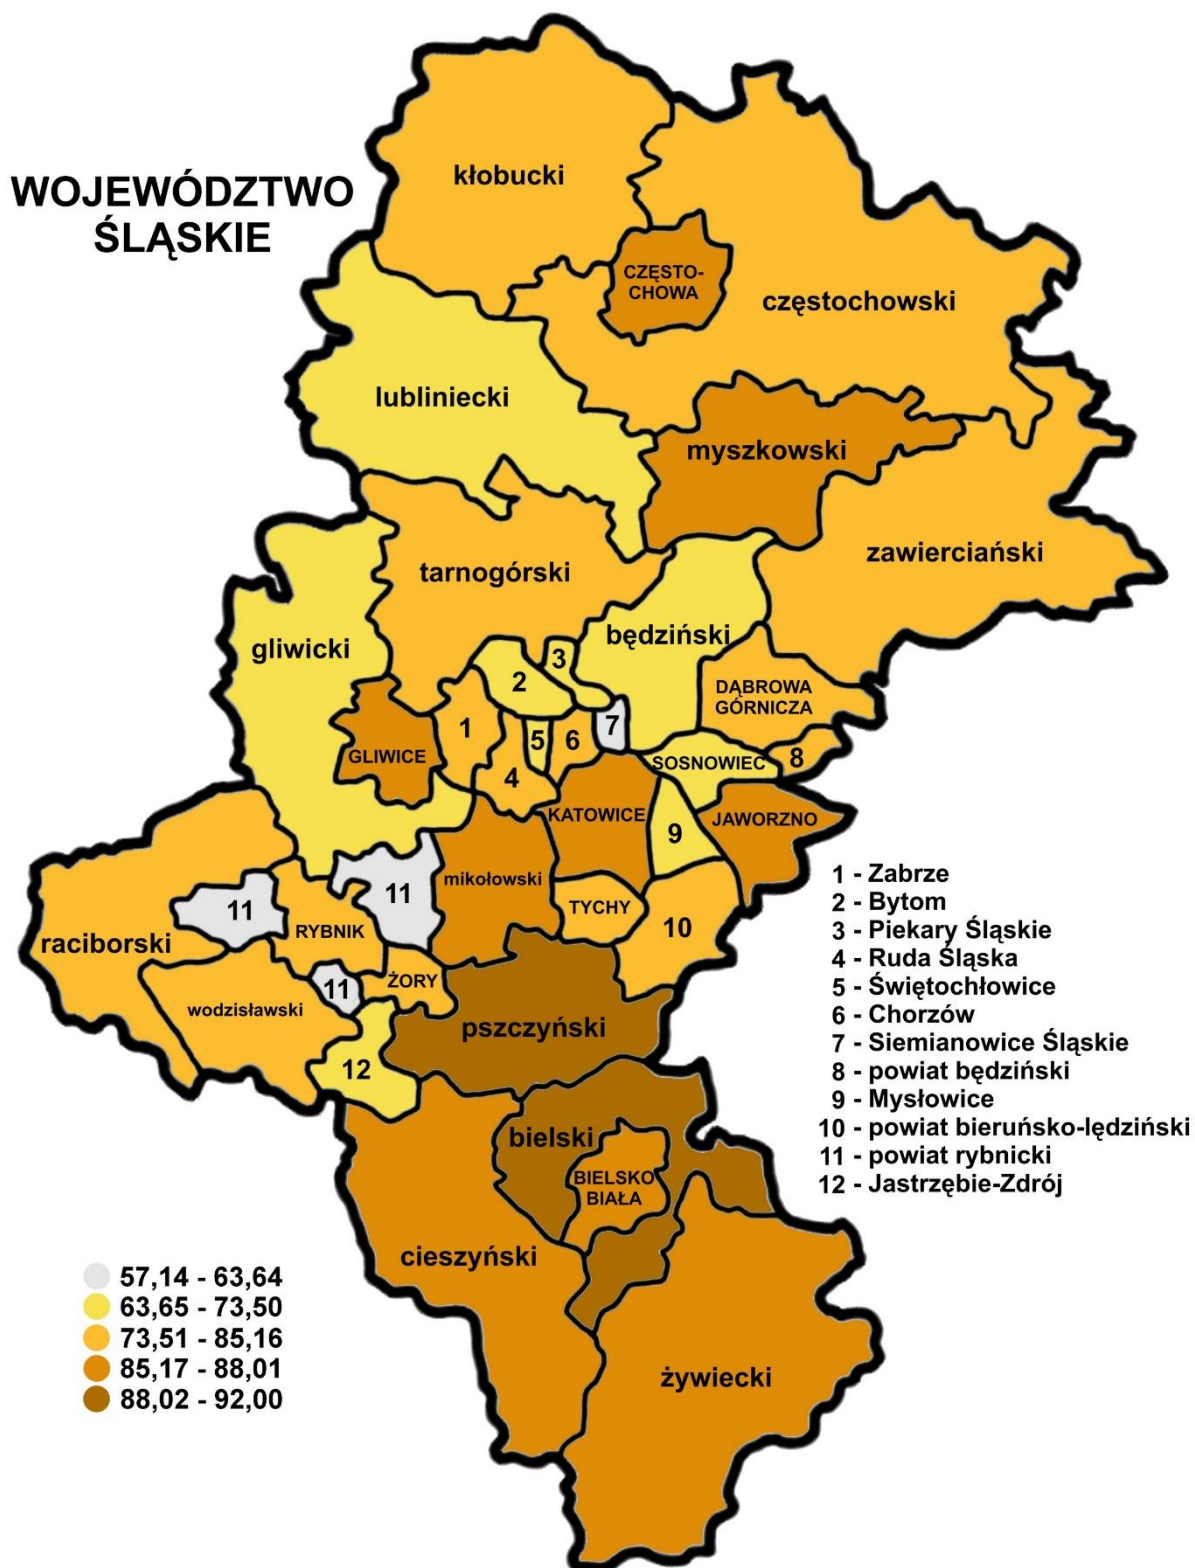 WOJEWÓDZTWO
ŚLĄSKIE
kłobucki
CZĘSTO-
CHOWA
częstochowski
lubliniecki
myszkowski
zawierciański
tarnogórski
będziński
gliwicki
3
2
DĄBROWA
GÓRNICZA
1
7
5
6
GLIWICE
8
SOSNOWIEC
4
KATOWICE
JAWORZNO
9
mikołowski
11
11
TYCHY
RYBNIK
10
raciborski
ŻORY
11
wodzisławski
pszczyński
12
bielski
BIELSKO
BIAŁA
cieszyński
żywiecki
1 - Zabrze
2 - Bytom
3 - Piekary Śląskie
4 - Ruda Śląska
5 - Świętochłowice
6 - Chorzów
7 - Siemianowice Śląskie
8 - powiat będziński
9 - Mysłowice
10 - powiat bieruńsko-lędziński
11 - powiat rybnicki
12 - Jastrzębie-Zdrój
57,14 - 63,64
63,65 - 73,50
73,51 - 85,16
85,17 - 88,01
88,02 - 92,00